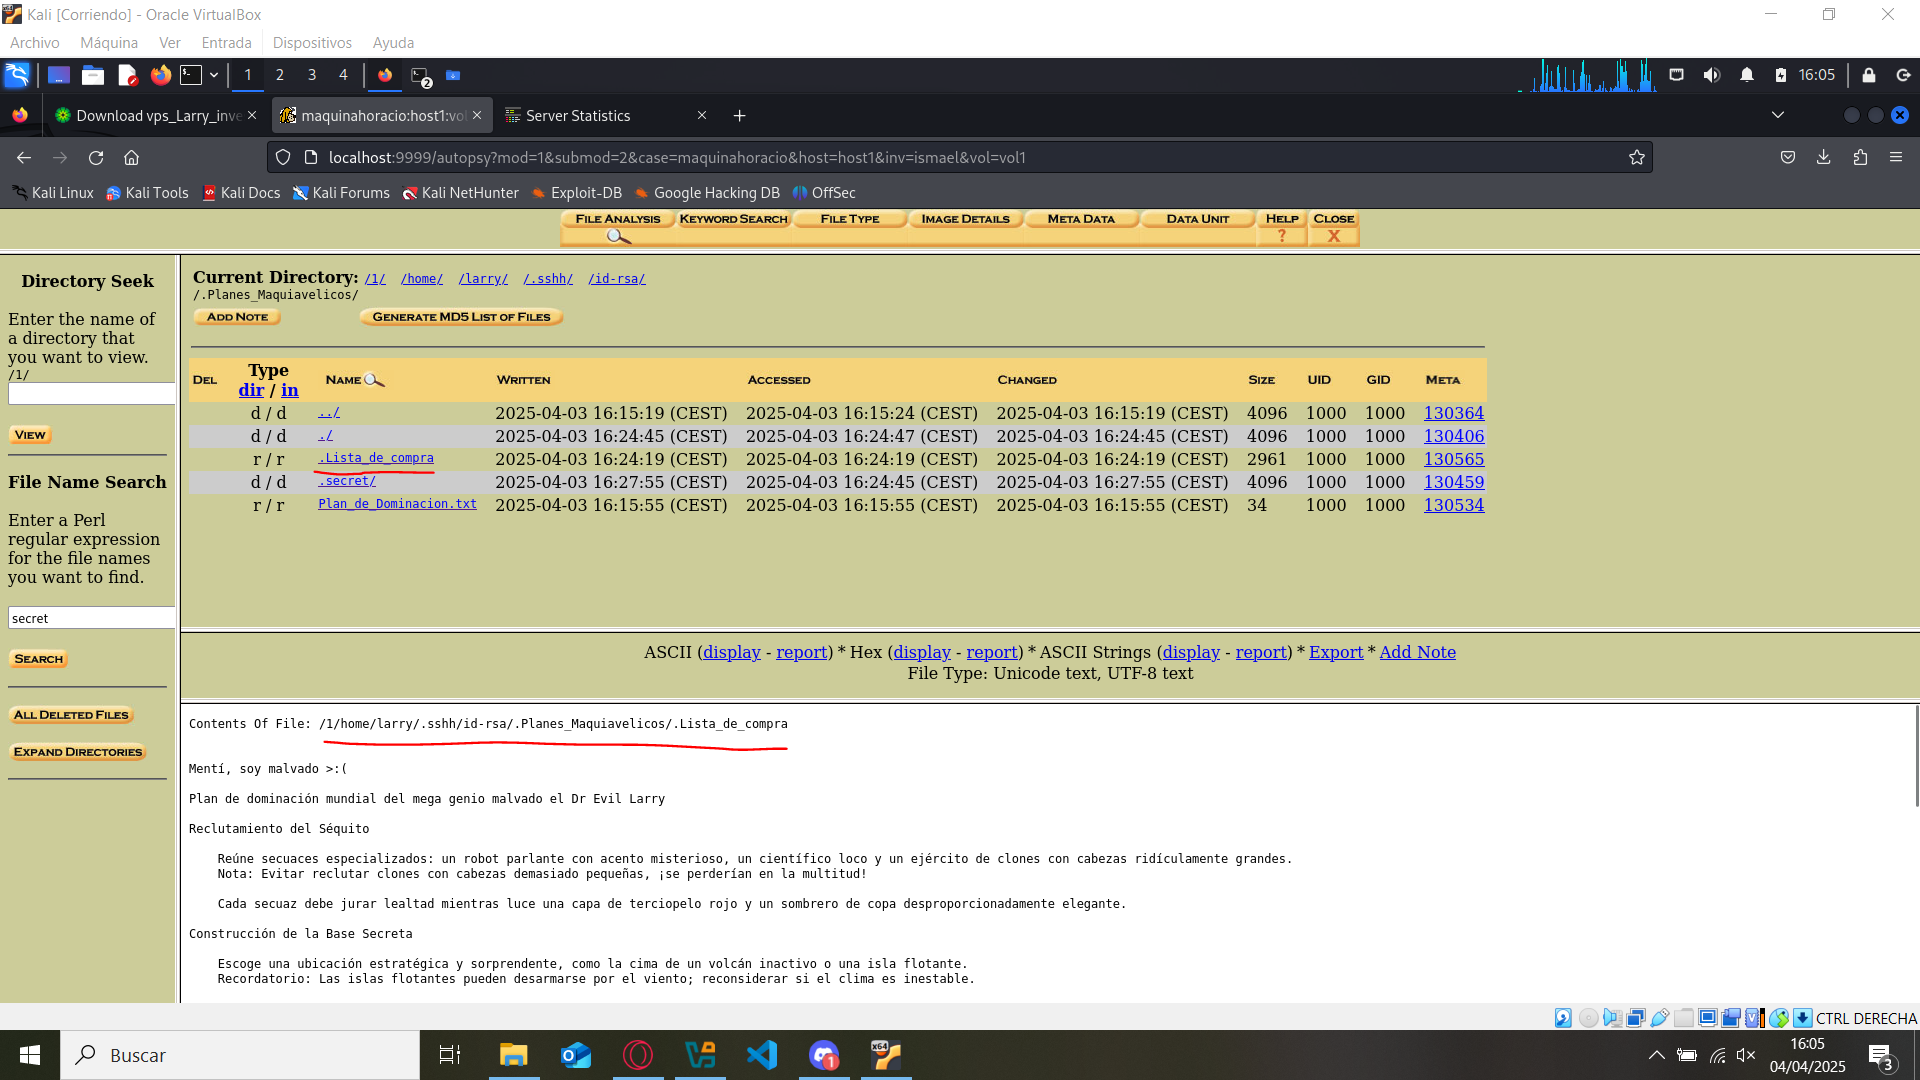 Kali [Corriendo] - Oracle VirtualBox
Archivo Máquina Ver Entrada Dispositivos Ayuda
1 2 3 4 2 16:05
Download vps_Larry_inve maquinahoracio:host1:vol Server Statistics
localhost:9999/autopsy?mod=1&submod=2&case=maquinahoracio&host=host1&inv=ismael&vol=vol1
Kali Linux Kali Tools Kali Docs Kali Forums Kali NetHunter Exploit-DB Google Hacking DB OffSec
FILE ANALYSIS KEYWORD SEARCH FILE TYPE IMAGE DETAILS META DATA DATA UNIT HELP CLOSE
? X
Directory Seek
Enter the name of
a directory that
you want to view.
/1/
VIEW
File Name Search
Enter a Perl
regular expression
for the file names
you want to find.
secret
SEARCH
ALL DELETED FILES
EXPAND DIRECTORIES
Current Directory: /1/ /home/ /larry/ /.sshh/ /id-rsa/
/.Planes_Maquiavelicos/
ADD NOTE GENERATE MD5 LIST OF FILES
DEL Type dir / in NAME WRITTEN ACCESSED CHANGED SIZE UID GID META
d / d ../ 2025-04-03 16:15:19 (CEST) 2025-04-03 16:15:24 (CEST) 2025-04-03 16:15:19 (CEST) 4096 1000 1000 130364
d / d ./ 2025-04-03 16:24:45 (CEST) 2025-04-03 16:24:47 (CEST) 2025-04-03 16:24:45 (CEST) 4096 1000 1000 130406
r / r .Lista_de_compra 2025-04-03 16:24:19 (CEST) 2025-04-03 16:24:19 (CEST) 2025-04-03 16:24:19 (CEST) 2961 1000 1000 130565
d / d .secret/ 2025-04-03 16:27:55 (CEST) 2025-04-03 16:24:45 (CEST) 2025-04-03 16:27:55 (CEST) 4096 1000 1000 130459
r / r Plan_de_Dominacion.txt 2025-04-03 16:15:55 (CEST) 2025-04-03 16:15:55 (CEST) 2025-04-03 16:15:55 (CEST) 34 1000 1000 130534
ASCII (display - report) * Hex (display - report) * ASCII Strings (display - report) * Export * Add Note
File Type: Unicode text, UTF-8 text
Contents Of File: /1/home/larry/.sshh/id-rsa/.Planes_Maquiavelicos/.Lista_de_compra
Mentí, soy malvado >:(
Plan de dominación mundial del mega genio malvado el Dr Evil Larry
Reclutamiento del Séquito
Reúne secuaces especializados: un robot parlante con acento misterioso, un científico loco y un ejército de clones con cabezas ridículamente grandes.
Nota: Evitar reclutar clones con cabezas demasiado pequeñas, ¡se perderían en la multitud!
Cada secuaz debe jurar lealtad mientras luce una capa de terciopelo rojo y un sombrero de copa desproporcionadamente elegante.
Construcción de la Base Secreta
Escoge una ubicación estratégica y sorprendente, como la cima de un volcán inactivo o una isla flotante.
Recordatorio: Las islas flotantes pueden desarmarse por el viento; reconsiderar si el clima es inestable.
CTRL DERECHA
Buscar
1
x64
16:05
04/04/2025
3